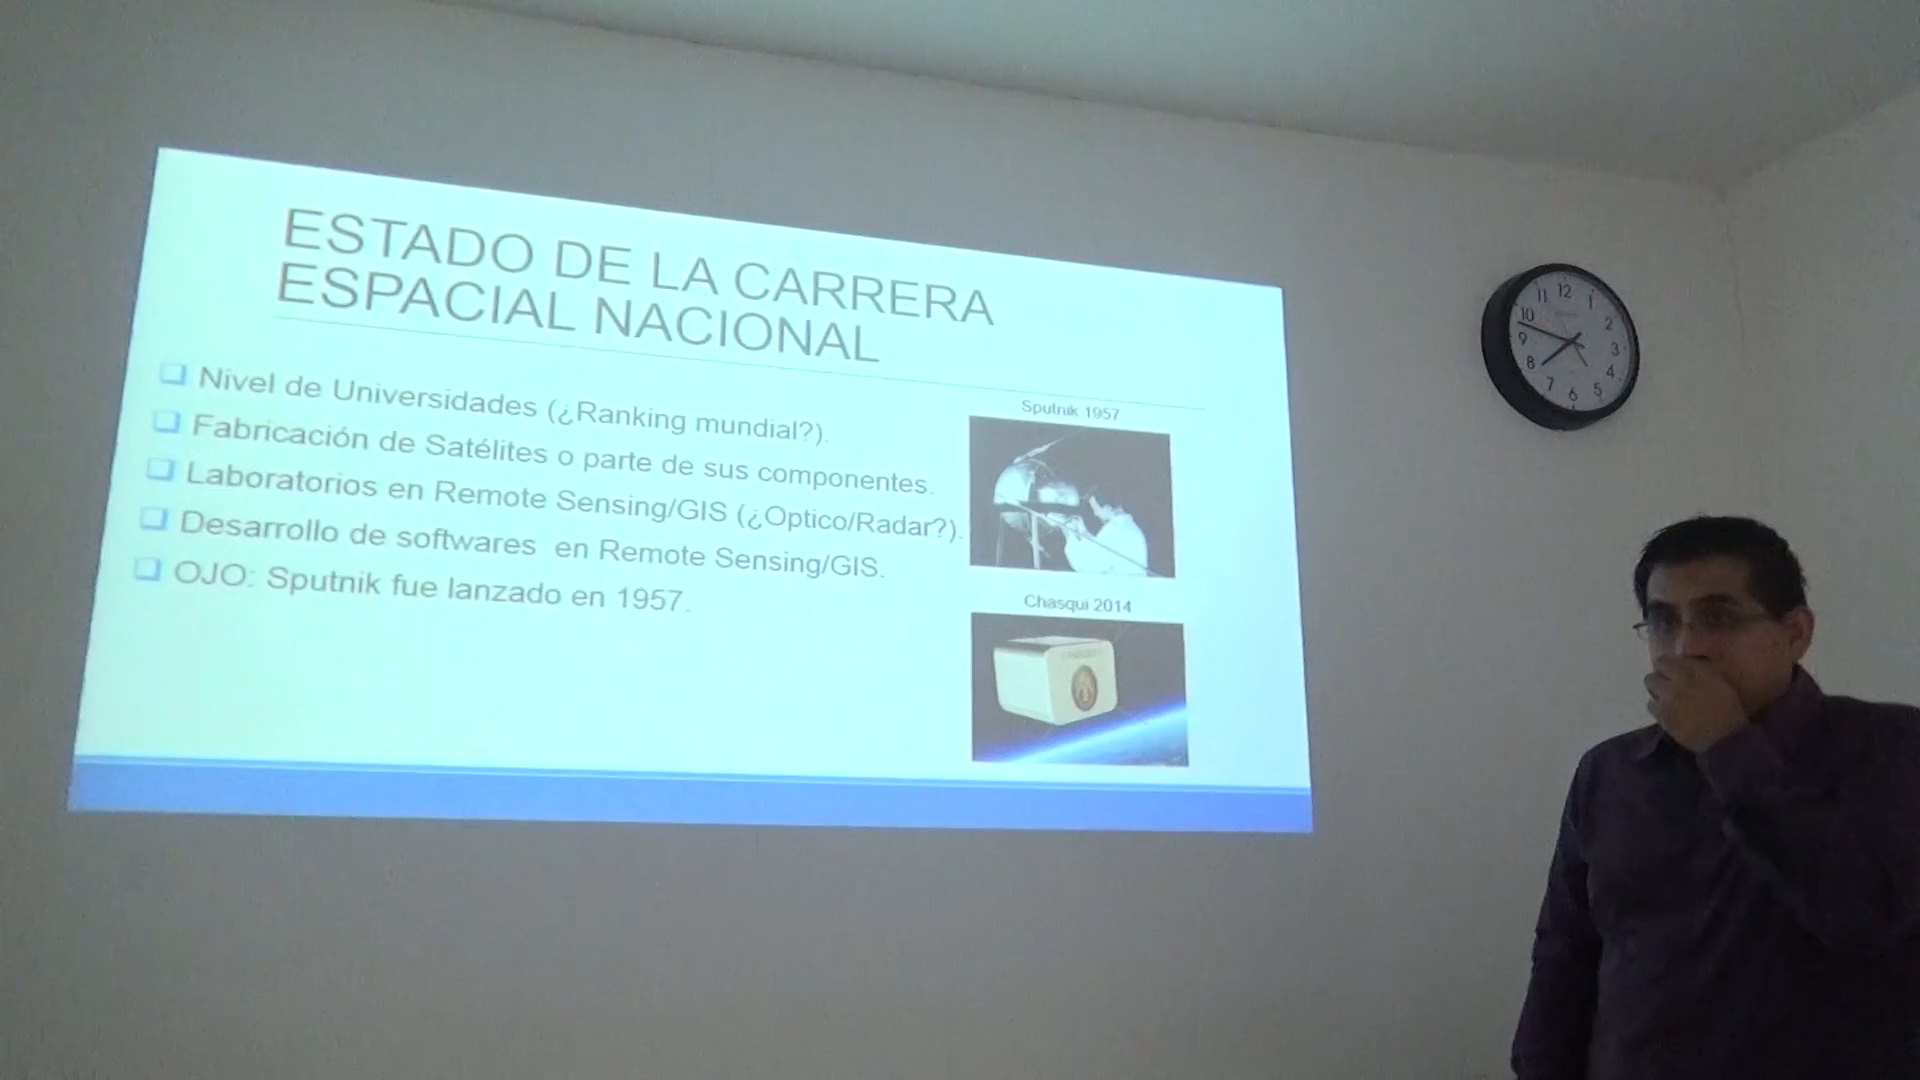 ESTADO DE LA CARRERA
ESPACIAL NACIONAL
Nivel de Universidades (¿Ranking mundial?).
Fabricación de Satélites o parte de sus componentes.
Laboratorios en Remote Sensing/GIS (¿Optico/Radar?).
Desarrollo de softwares en Remote Sensing/GIS.
OJO: Sputnik fue lanzado en 1957.
Sputnik 1957
Chasqui 2014
12
1
2
3
4
5
6
7
8
9
10
11